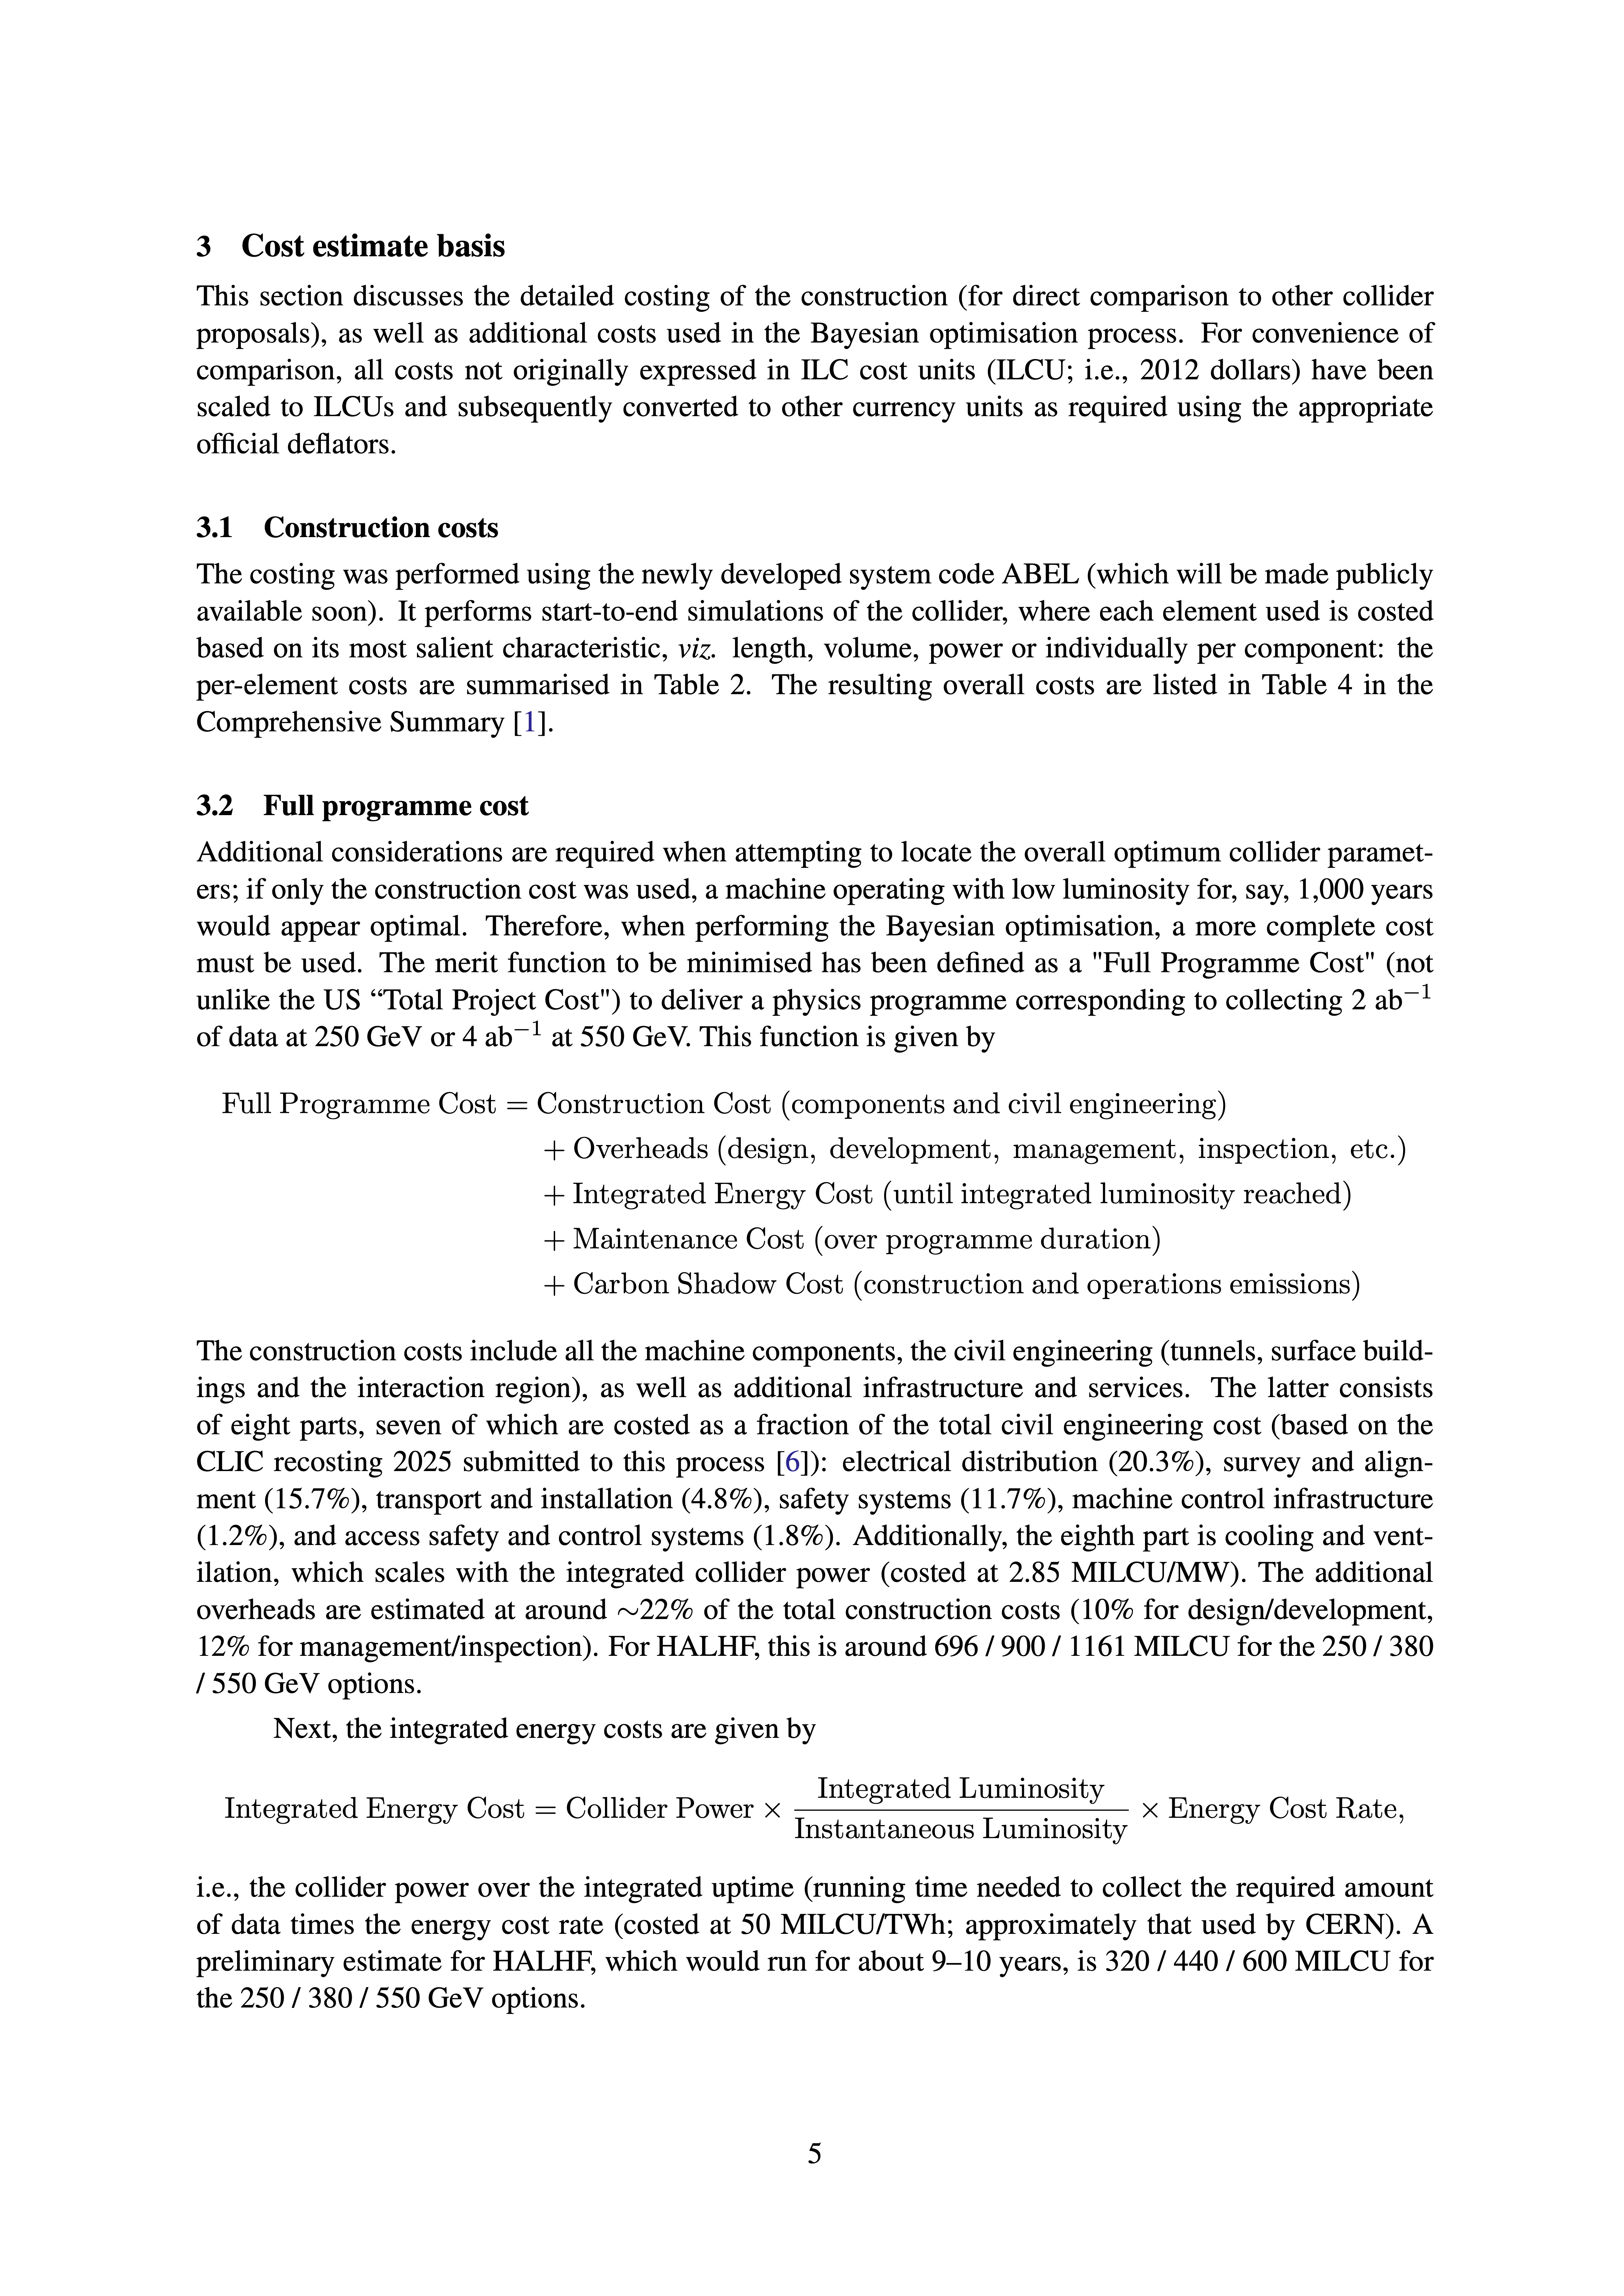 3 Cost estimate basis
This section discusses the detailed costing of the construction (for direct comparison to other collider
proposals), as well as additional costs used in the Bayesian optimisation process. For convenience of
comparison, all costs not originally expressed in ILC cost units (ILCU; i.e., 2012 dollars) have been
scaled to ILCUs and subsequently converted to other currency units as required using the appropriate
official deflators.
3.1 Construction costs
The costing was performed using the newly developed system code ABEL (which will be made publicly
available soon). It performs start-to-end simulations of the collider, where each element used is costed
based on its most salient characteristic, viz. length, volume, power or individually per component: the
per-element costs are summarised in Table 2. The resulting overall costs are listed in Table 4 in the
Comprehensive Summary [1].
3.2 Full programme cost
Additional considerations are required when attempting to locate the overall optimum collider paramet-
ers; if only the construction cost was used, a machine operating with low luminosity for, say, 1,000 years
would appear optimal. Therefore, when performing the Bayesian optimisation, a more complete cost
must be used. The merit function to be minimised has been defined as a "Full Programme Cost" (not
unlike the US “Total Project Cost") to deliver a physics programme corresponding to collecting 2 ab⁻¹
of data at 250 GeV or 4 ab⁻¹ at 550 GeV. This function is given by
Full Programme Cost = Construction Cost (components and civil engineering)
+ Overheads (design, development, management, inspection, etc.)
+ Integrated Energy Cost (until integrated luminosity reached)
+ Maintenance Cost (over programme duration)
+ Carbon Shadow Cost (construction and operations emissions)
The construction costs include all the machine components, the civil engineering (tunnels, surface build-
ings and the interaction region), as well as additional infrastructure and services. The latter consists
of eight parts, seven of which are costed as a fraction of the total civil engineering cost (based on the
CLIC recosting 2025 submitted to this process [6]): electrical distribution (20.3%), survey and align-
ment (15.7%), transport and installation (4.8%), safety systems (11.7%), machine control infrastructure
(1.2%), and access safety and control systems (1.8%). Additionally, the eighth part is cooling and vent-
ilation, which scales with the integrated collider power (costed at 2.85 MILCU/MW). The additional
overheads are estimated at around ∼22% of the total construction costs (10% for design/development,
12% for management/inspection). For HALHF, this is around 696 / 900 / 1161 MILCU for the 250 / 380
/ 550 GeV options.
Next, the integrated energy costs are given by
Integrated Energy Cost = Collider Power × Integrated Luminosity / Instantaneous Luminosity × Energy Cost Rate,
i.e., the collider power over the integrated uptime (running time needed to collect the required amount
of data times the energy cost rate (costed at 50 MILCU/TWh; approximately that used by CERN). A
preliminary estimate for HALHF, which would run for about 9–10 years, is 320 / 440 / 600 MILCU for
the 250 / 380 / 550 GeV options.
5